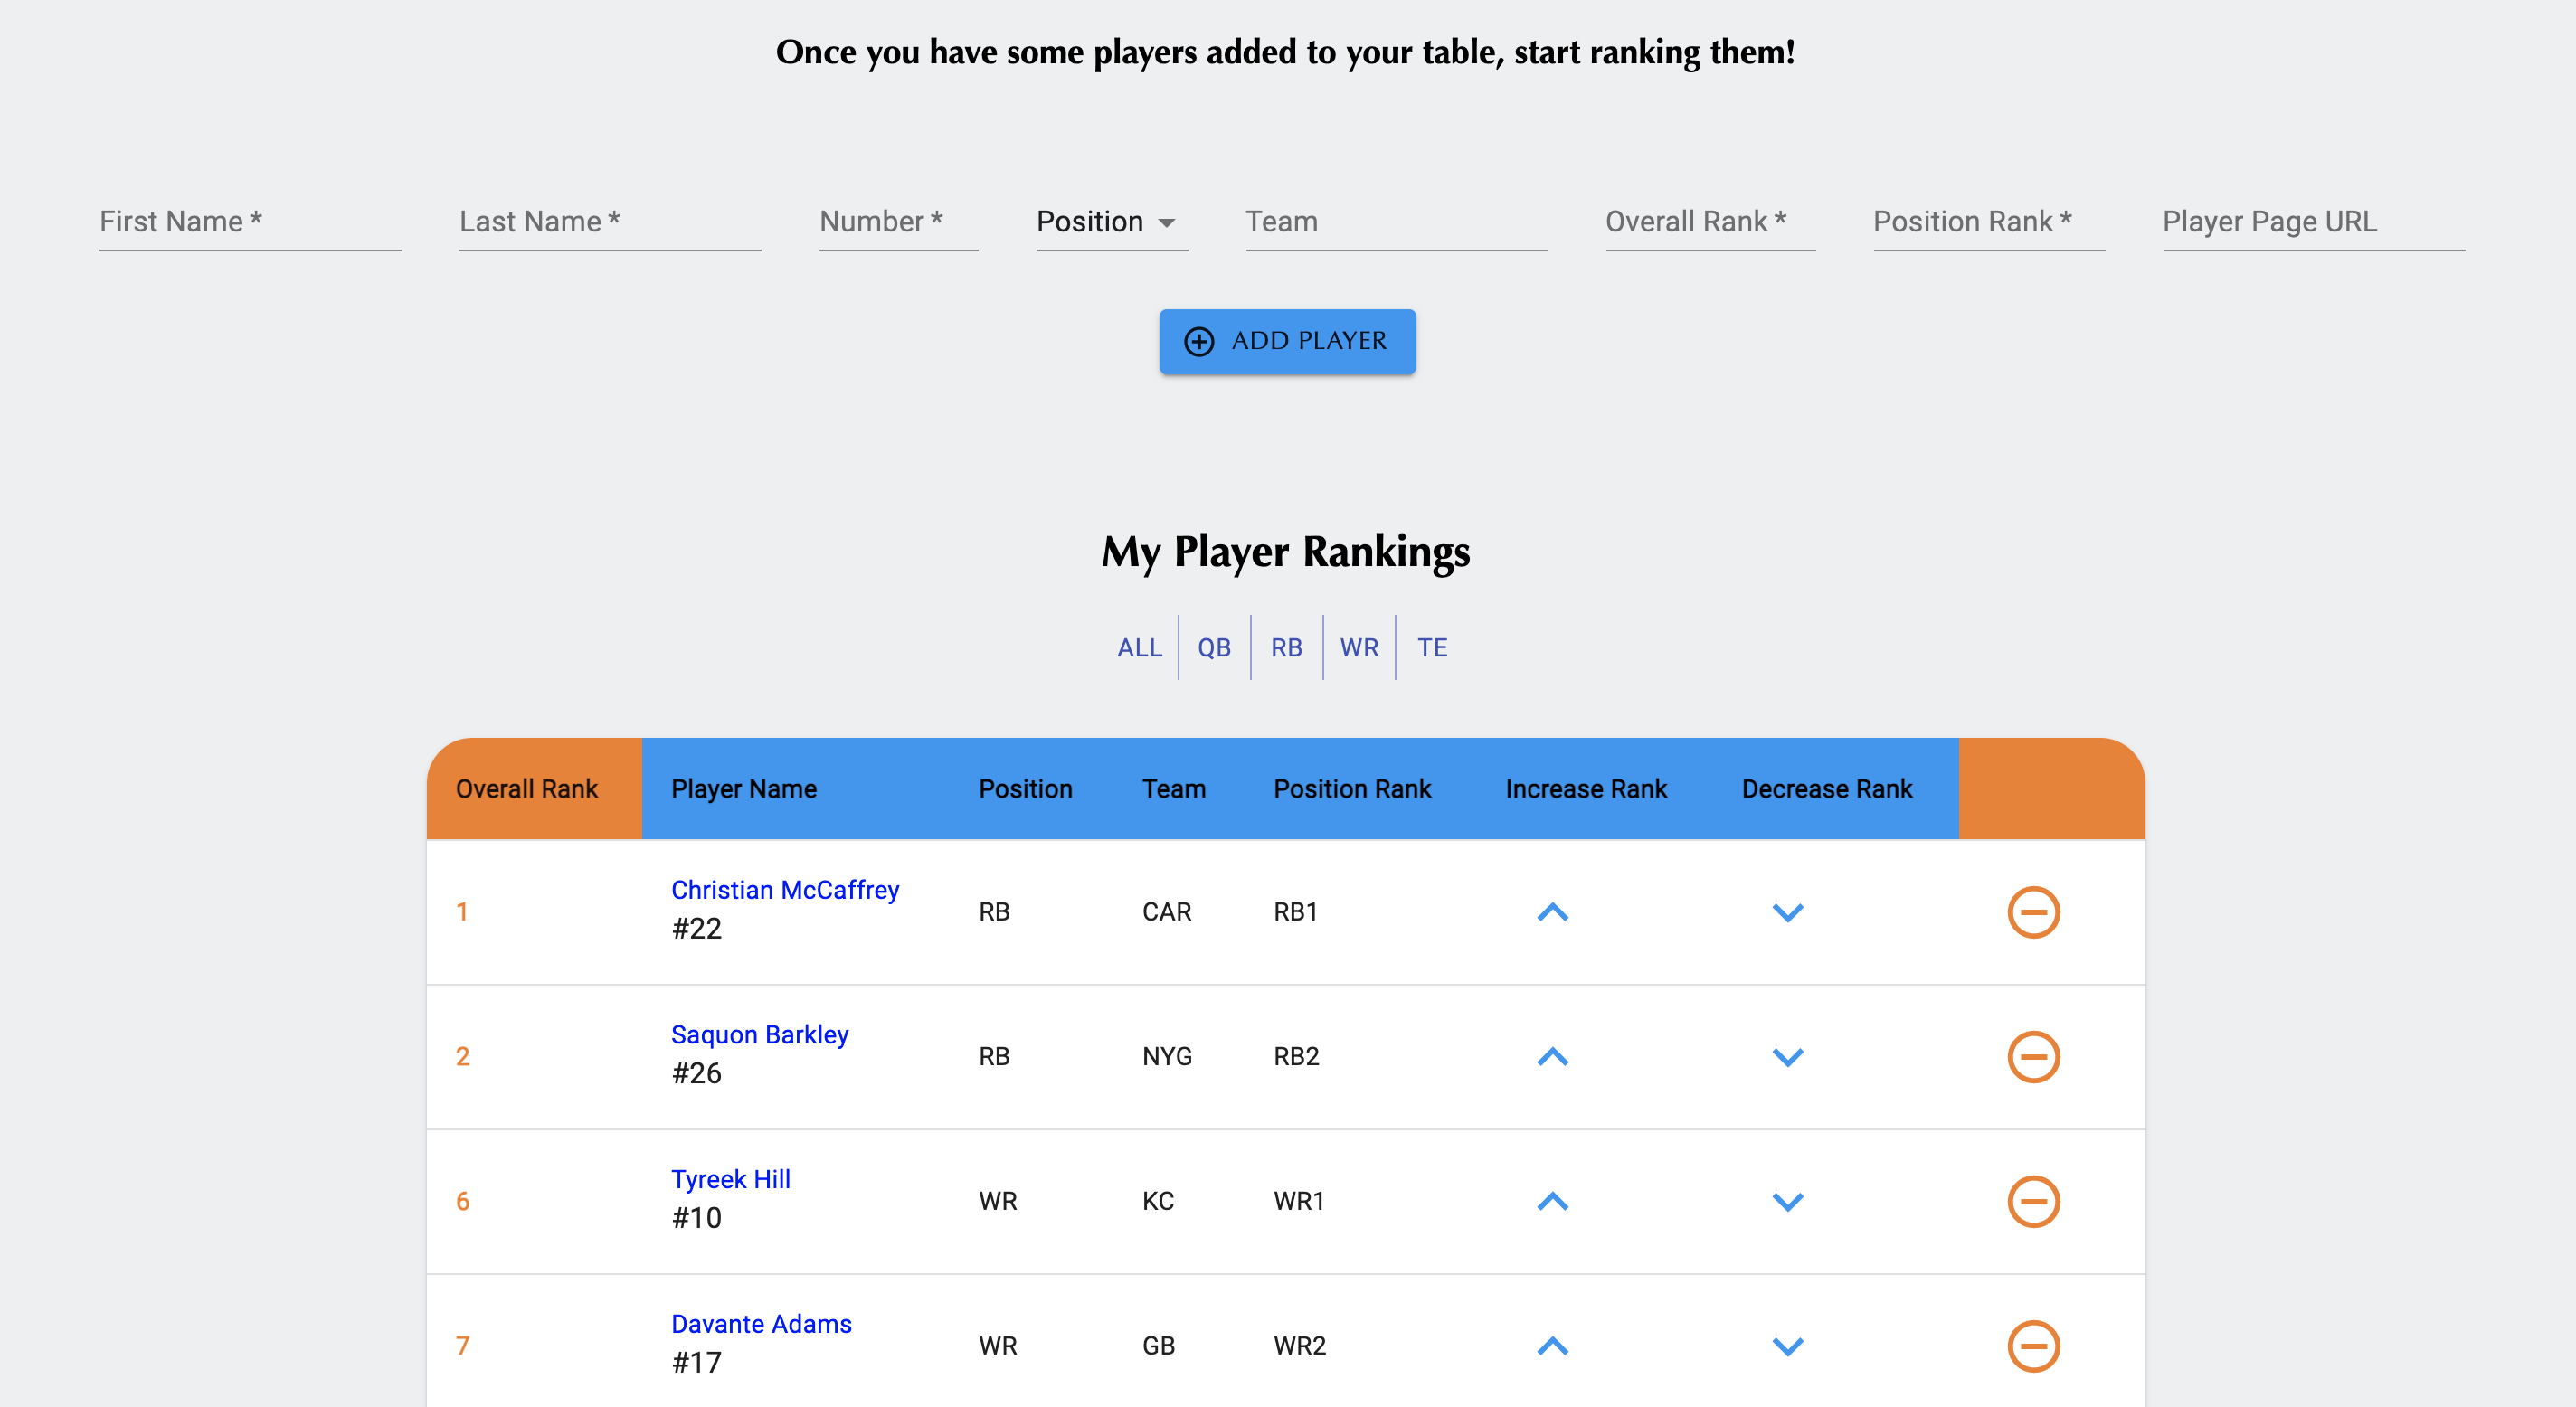 Once you have some players added to your table, start ranking them!
First Name * Last Name * Number * Position Team Overall Rank * Position Rank * Player Page URL
ADD PLAYER
My Player Rankings
ALL QB RB WR TE
Overall Rank Player Name Position Team Position Rank Increase Rank Decrease Rank
1 Christian McCaffrey #22 RB CAR RB1
2 Saquon Barkley #26 RB NYG RB2
6 Tyreek Hill #10 WR KC WR1
7 Davante Adams #17 WR GB WR2